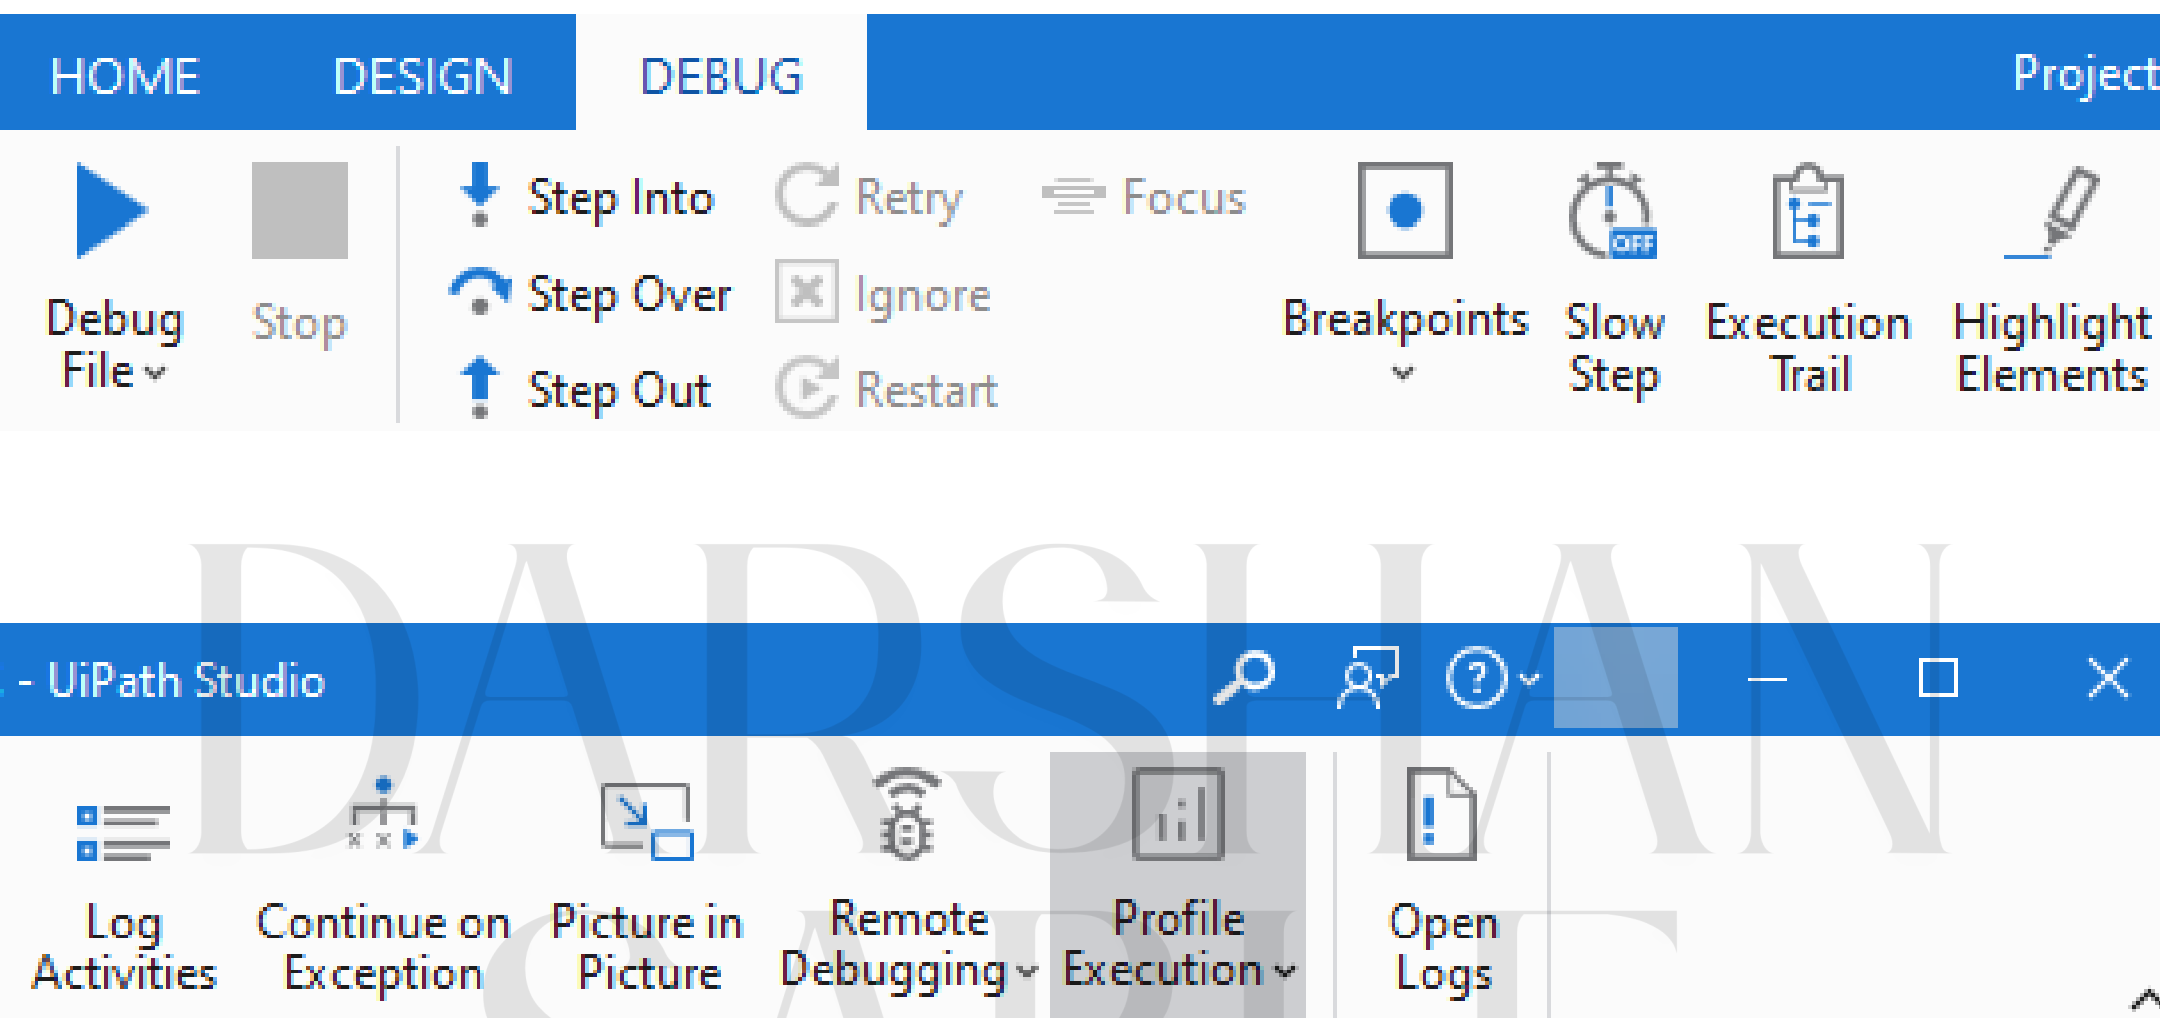 HOME DESIGN DEBUG Project
Step Into Retry Focus
Step Over Ignore
Step Out Restart
Debug
File
Stop
Breakpoints
Slow
Step
OFF
Execution
Trail
Highlight
Elements
- UiPath Studio
Log
Activities
Continue on
Exception
Picture in
Picture
Remote
Debugging
Profile
Execution
Open
Logs
DARSHAN